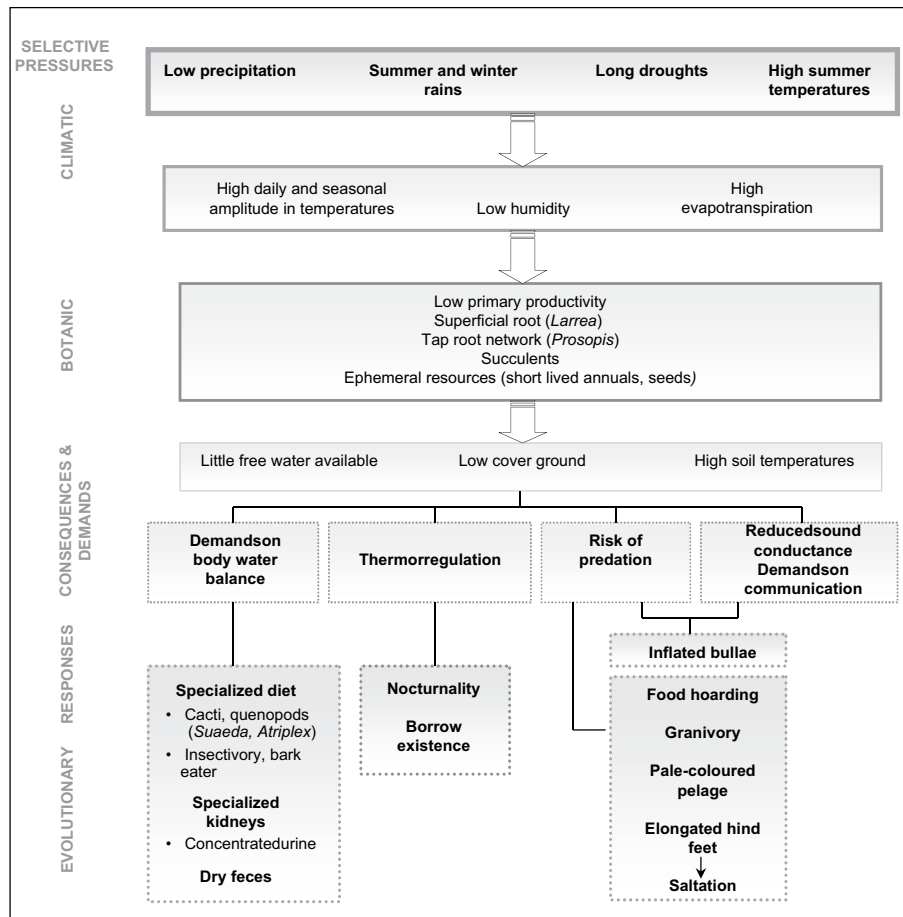 SELECTIVE
PRESSURES
Low precipitation
Summer and winter
rains
Long droughts
High summer
temperatures
CLIMATIC
High daily and seasonal
amplitude in temperatures
Low humidity
High
evapotranspiration
BOTANIC
Low primary productivity
Superficial root (Larrea)
Tap root network (Prosopis)
Succulents
Ephemeral resources (short lived annuals, seeds)
CONSEQUENCES &
DEMANDS
Little free water available
Low cover ground
High soil temperatures
Demandson
body water
balance
Thermorregulation
Risk of
predation
Reducedsound
conductance
Demandson
communication
EVOLUTIONARY RESPONSES
Specialized diet
• Cacti, quenopods
(Suaeda, Atriplex)
• Insectivory, bark
eater
Specialized
kidneys
• Concentratedurine
Dry feces
Nocturnality
Borrow
existence
Inflated bullae
Food hoarding
Granivory
Pale-coloured
pelage
Elongated hind
feet
Saltation